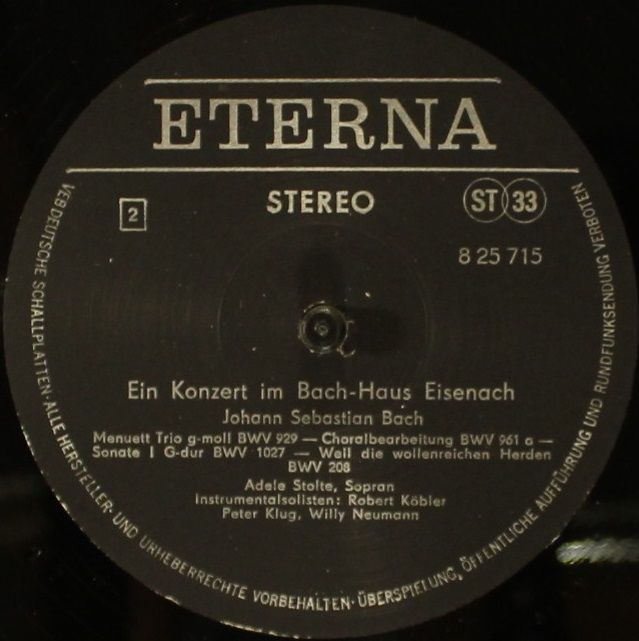 ETERNA
2
STEREO
ST 33
8 25 715
Ein Konzert im Bach-Haus Eisenach
Johann Sebastian Bach
Menuett Trio g-moll BWV 929 — Choralbearbeitung BWV 961 a —
Sonate I G-dur BWV 1027 — Weil die wollenreichen Herden
BWV 208
Adele Stolte, Sopran
Instrumentalsolisten: Robert Köbler
Peter Klug, Willy Neumann
VEB DEUTSCHE SCHALLPLATTEN · ALLE HERSTELLER- UND URHEBERRECHTE VORBEHALTEN · ÜBERSPIELUNG, ÖFFENTLICHE AUFFÜHRUNG UND RUNDFUNKSENDUNG VERBOTEN